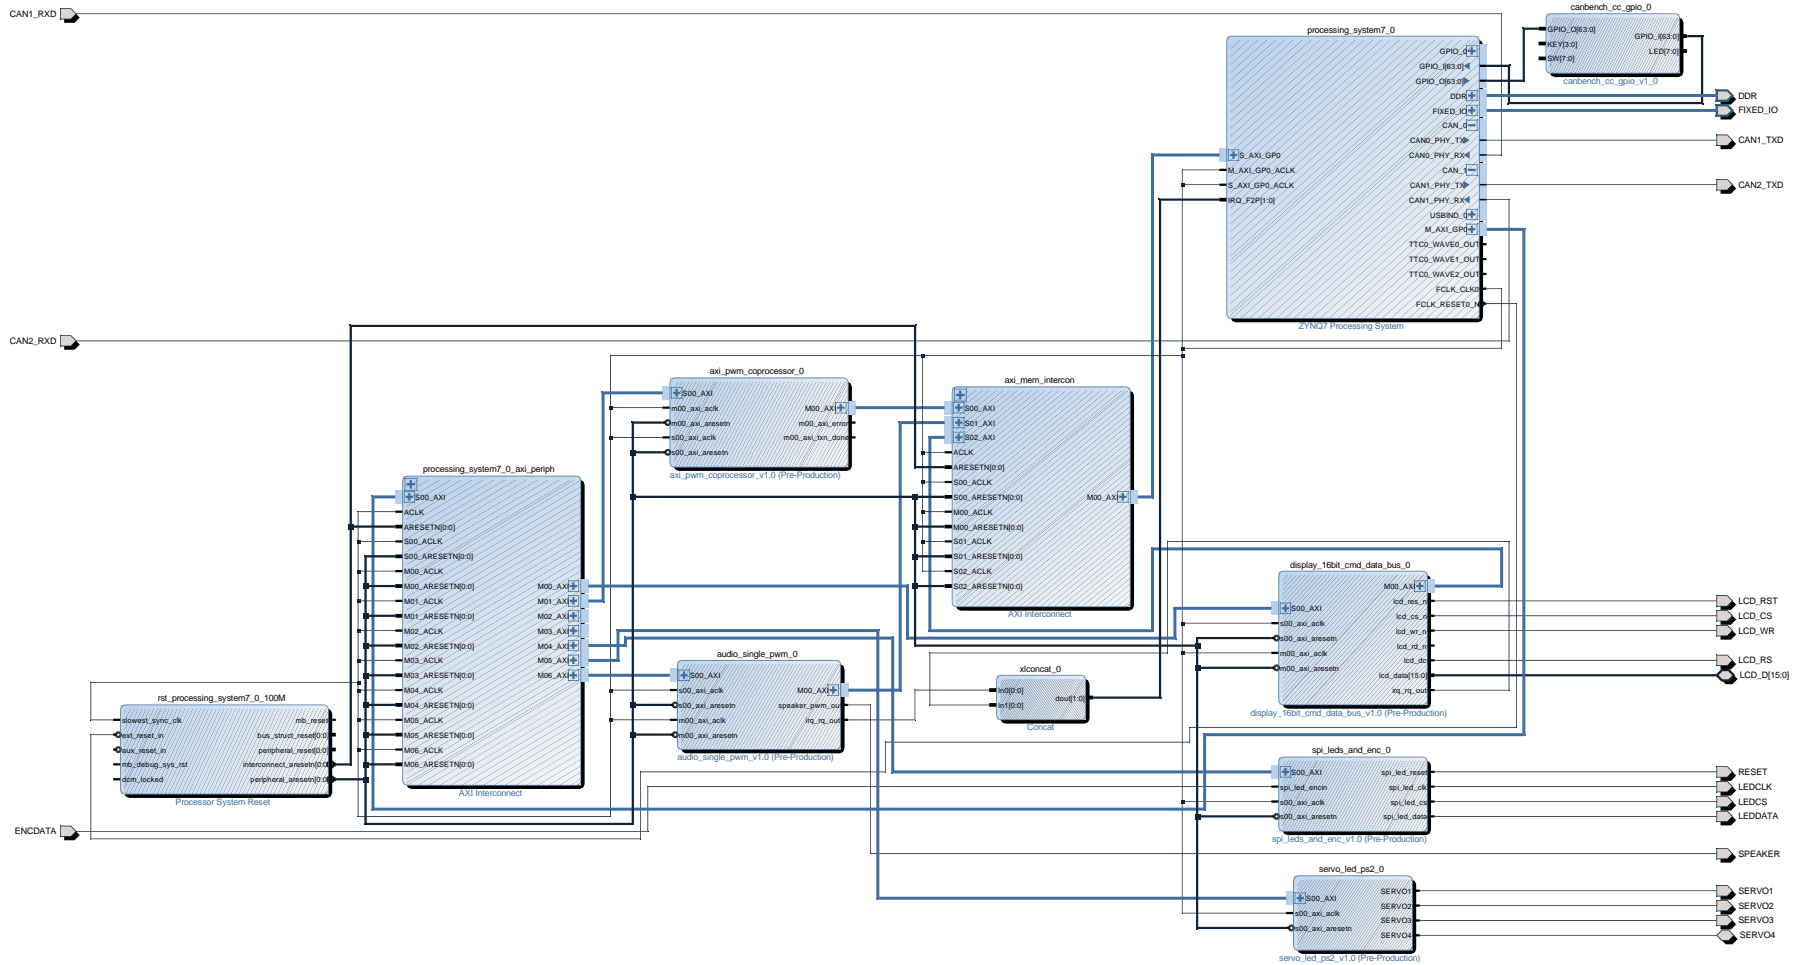 CAN1_RXD
CAN2_RXD
ENCDATA
canbench_cc_gpio_0
GPIO_O[63:0]
KEY[3:0]
SW[7:0]
GPIO_I[63:0]
LED[7:0]
canbench_cc_gpio_v1_0
processing_system7_0
S_AXI_GP0
M_AXI_GP0_ACLK
S_AXI_GP0_ACLK
IRQ_F2P[1:0]
GPIO_0
GPIO_I[63:0]
GPIO_O[63:0]
DDR
FIXED_IO
CAN_0
CAN0_PHY_TX
CAN0_PHY_RX
CAN_1
CAN1_PHY_TX
CAN1_PHY_RX
USBIND_0
M_AXI_GP0
TTC0_WAVE0_OUT
TTC0_WAVE1_OUT
TTC0_WAVE2_OUT
FCLK_CLK0
FCLK_RESET0_N
ZYNQ7 Processing System
DDR
FIXED_IO
CAN1_TXD
CAN2_TXD
axi_pwm_coprocessor_0
S00_AXI
m00_axi_aclk
m00_axi_aresetn
s00_axi_aclk
s00_axi_aresetn
M00_AXI
m00_axi_error
m00_axi_txn_done
axi_pwm_coprocessor_v1.0 (Pre-Production)
axi_mem_intercon
S00_AXI
S01_AXI
S02_AXI
ACLK
ARESETN[0:0]
S00_ACLK
S00_ARESETN[0:0]
M00_ACLK
M00_ARESETN[0:0]
S01_ACLK
S01_ARESETN[0:0]
S02_ACLK
S02_ARESETN[0:0]
M00_AXI
AXI Interconnect
processing_system7_0_axi_periph
S00_AXI
ACLK
ARESETN[0:0]
S00_ACLK
S00_ARESETN[0:0]
M00_ACLK
M00_ARESETN[0:0]
M01_ACLK
M01_ARESETN[0:0]
M02_ACLK
M02_ARESETN[0:0]
M03_ACLK
M03_ARESETN[0:0]
M04_ACLK
M04_ARESETN[0:0]
M05_ACLK
M05_ARESETN[0:0]
M06_ACLK
M06_ARESETN[0:0]
M00_AXI
M01_AXI
M02_AXI
M03_AXI
M04_AXI
M05_AXI
M06_AXI
AXI Interconnect
rst_processing_system7_0_100M
slowest_sync_clk
ext_reset_in
aux_reset_in
mb_debug_sys_rst
dcm_locked
mb_reset
bus_struct_reset[0:0]
peripheral_reset[0:0]
interconnect_aresetn[0:0]
peripheral_aresetn[0:0]
Processor System Reset
audio_single_pwm_0
S00_AXI
s00_axi_aclk
s00_axi_aresetn
m00_axi_aclk
m00_axi_aresetn
M00_AXI
speaker_pwm_out
irq_rq_out
audio_single_pwm_v1.0 (Pre-Production)
xlconcat_0
In0[0:0]
In1[0:0]
dout[1:0]
Concat
display_16bit_cmd_data_bus_0
S00_AXI
s00_axi_aclk
s00_axi_aresetn
m00_axi_aclk
m00_axi_aresetn
M00_AXI
lcd_res_n
lcd_cs_n
lcd_wr_n
lcd_rd_n
lcd_dc
lcd_data[15:0]
irq_rq_out
display_16bit_cmd_data_bus_v1.0 (Pre-Production)
LCD_RST
LCD_CS
LCD_WR
LCD_RS
LCD_D[15:0]
spi_leds_and_enc_0
S00_AXI
spi_led_encin
s00_axi_aclk
s00_axi_aresetn
spi_led_reset
spi_led_clk
spi_led_cs
spi_led_data
spi_leds_and_enc_v1.0 (Pre-Production)
RESET
LEDCLK
LEDCS
LEDDATA
SPEAKER
servo_led_ps2_0
S00_AXI
s00_axi_aclk
s00_axi_aresetn
SERVO1
SERVO2
SERVO3
SERVO4
servo_led_ps2_v1.0 (Pre-Production)
SERVO1
SERVO2
SERVO3
SERVO4